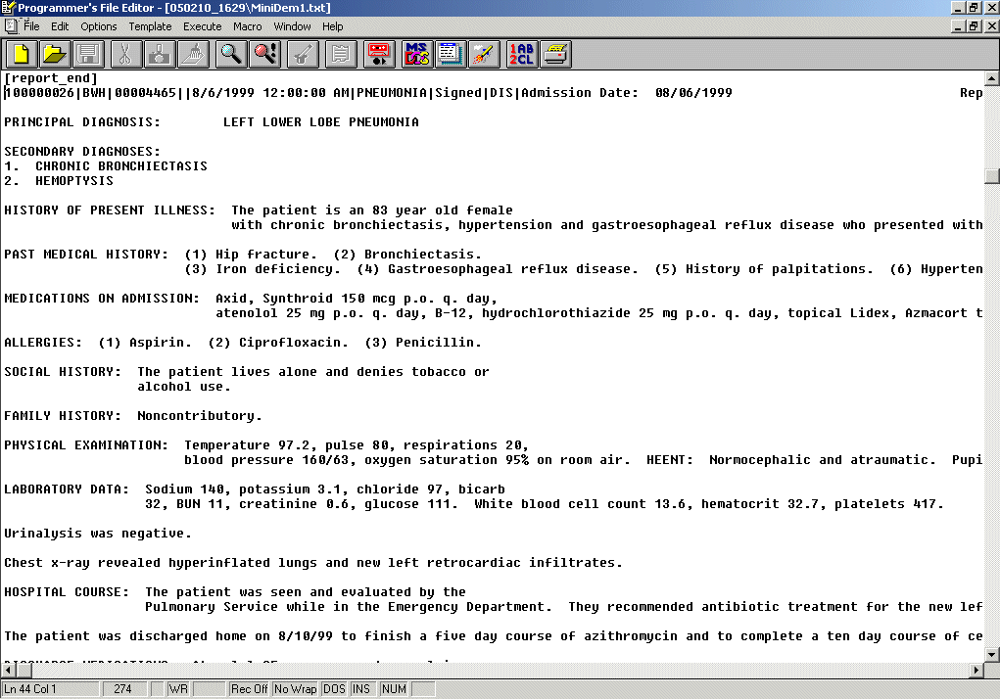 Programmer's File Editor - [050210_1629\MiniDem1.txt]
File Edit Options Template Execute Macro Window Help
MS DOS
1AB 2CL
[report_end]
100000026|BWH|00004465||8/6/1999 12:00:00 AM|PNEUMONIA|Signed|DIS|Admission Date:  08/06/1999 Rep
PRINCIPAL DIAGNOSIS: LEFT LOWER LOBE PNEUMONIA
SECONDARY DIAGNOSES:
1. CHRONIC BRONCHIECTASIS
2. HEMOPTYSIS
HISTORY OF PRESENT ILLNESS: The patient is an 83 year old female
with chronic bronchiectasis, hypertension and gastroesophageal reflux disease who presented with
PAST MEDICAL HISTORY: (1) Hip fracture. (2) Bronchiectasis.
(3) Iron deficiency. (4) Gastroesophageal reflux disease. (5) History of palpitations. (6) Hyperten
MEDICATIONS ON ADMISSION: Axid, Synthroid 150 mcg p.o. q. day,
atenolol 25 mg p.o. q. day, B-12, hydrochlorothiazide 25 mg p.o. q. day, topical Lidex, Azmacort t
ALLERGIES: (1) Aspirin. (2) Ciprofloxacin. (3) Penicillin.
SOCIAL HISTORY: The patient lives alone and denies tobacco or
alcohol use.
FAMILY HISTORY: Noncontributory.
PHYSICAL EXAMINATION: Temperature 97.2, pulse 80, respirations 20,
blood pressure 160/63, oxygen saturation 95% on room air. HEENT: Normocephalic and atraumatic. Pupi
LABORATORY DATA: Sodium 140, potassium 3.1, chloride 97, bicarb
32, BUN 11, creatinine 0.6, glucose 111. White blood cell count 13.6, hematocrit 32.7, platelets 417.
Urinalysis was negative.
Chest x-ray revealed hyperinflated lungs and new left retrocardiac infiltrates.
HOSPITAL COURSE: The patient was seen and evaluated by the
Pulmonary Service while in the Emergency Department. They recommended antibiotic treatment for the new lef
The patient was discharged home on 8/10/99 to finish a five day course of azithromycin and to complete a ten day course of ce
Ln 44 Col 1 274 WR Rec Off No Wrap DOS INS NUM